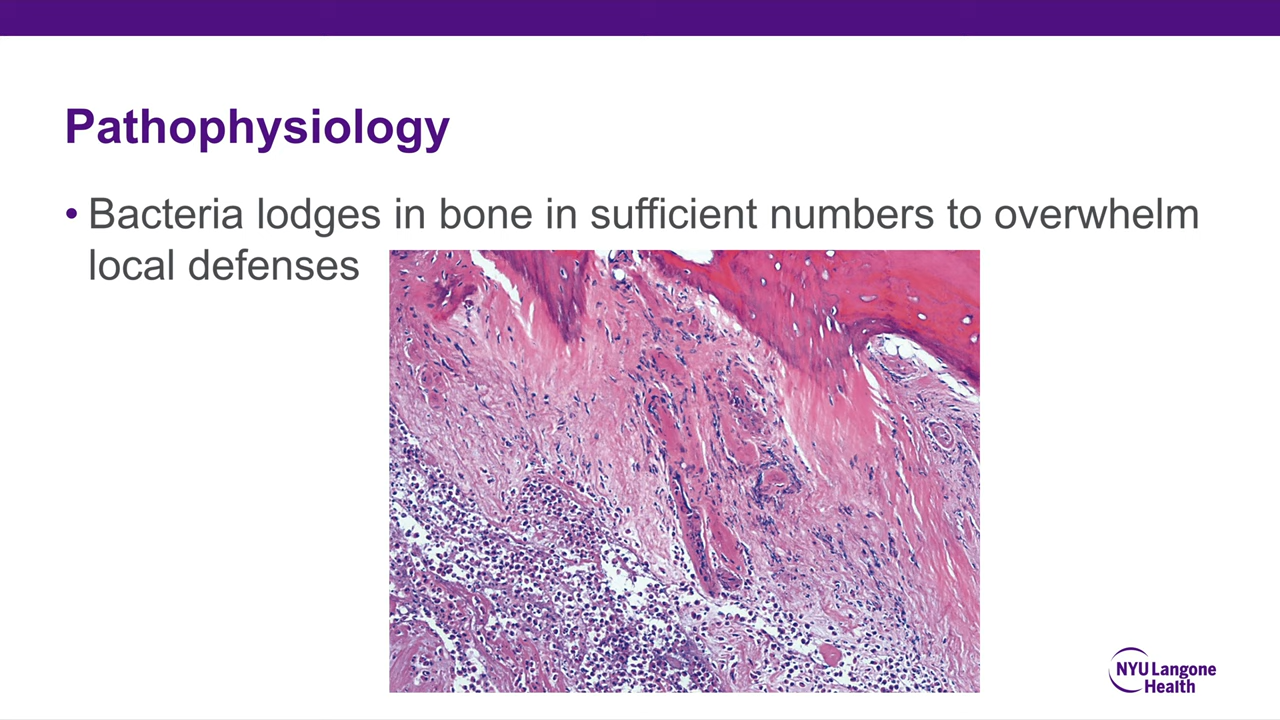 Pathophysiology
• Bacteria lodges in bone in sufficient numbers to overwhelm
local defenses
NYU Langone
Health